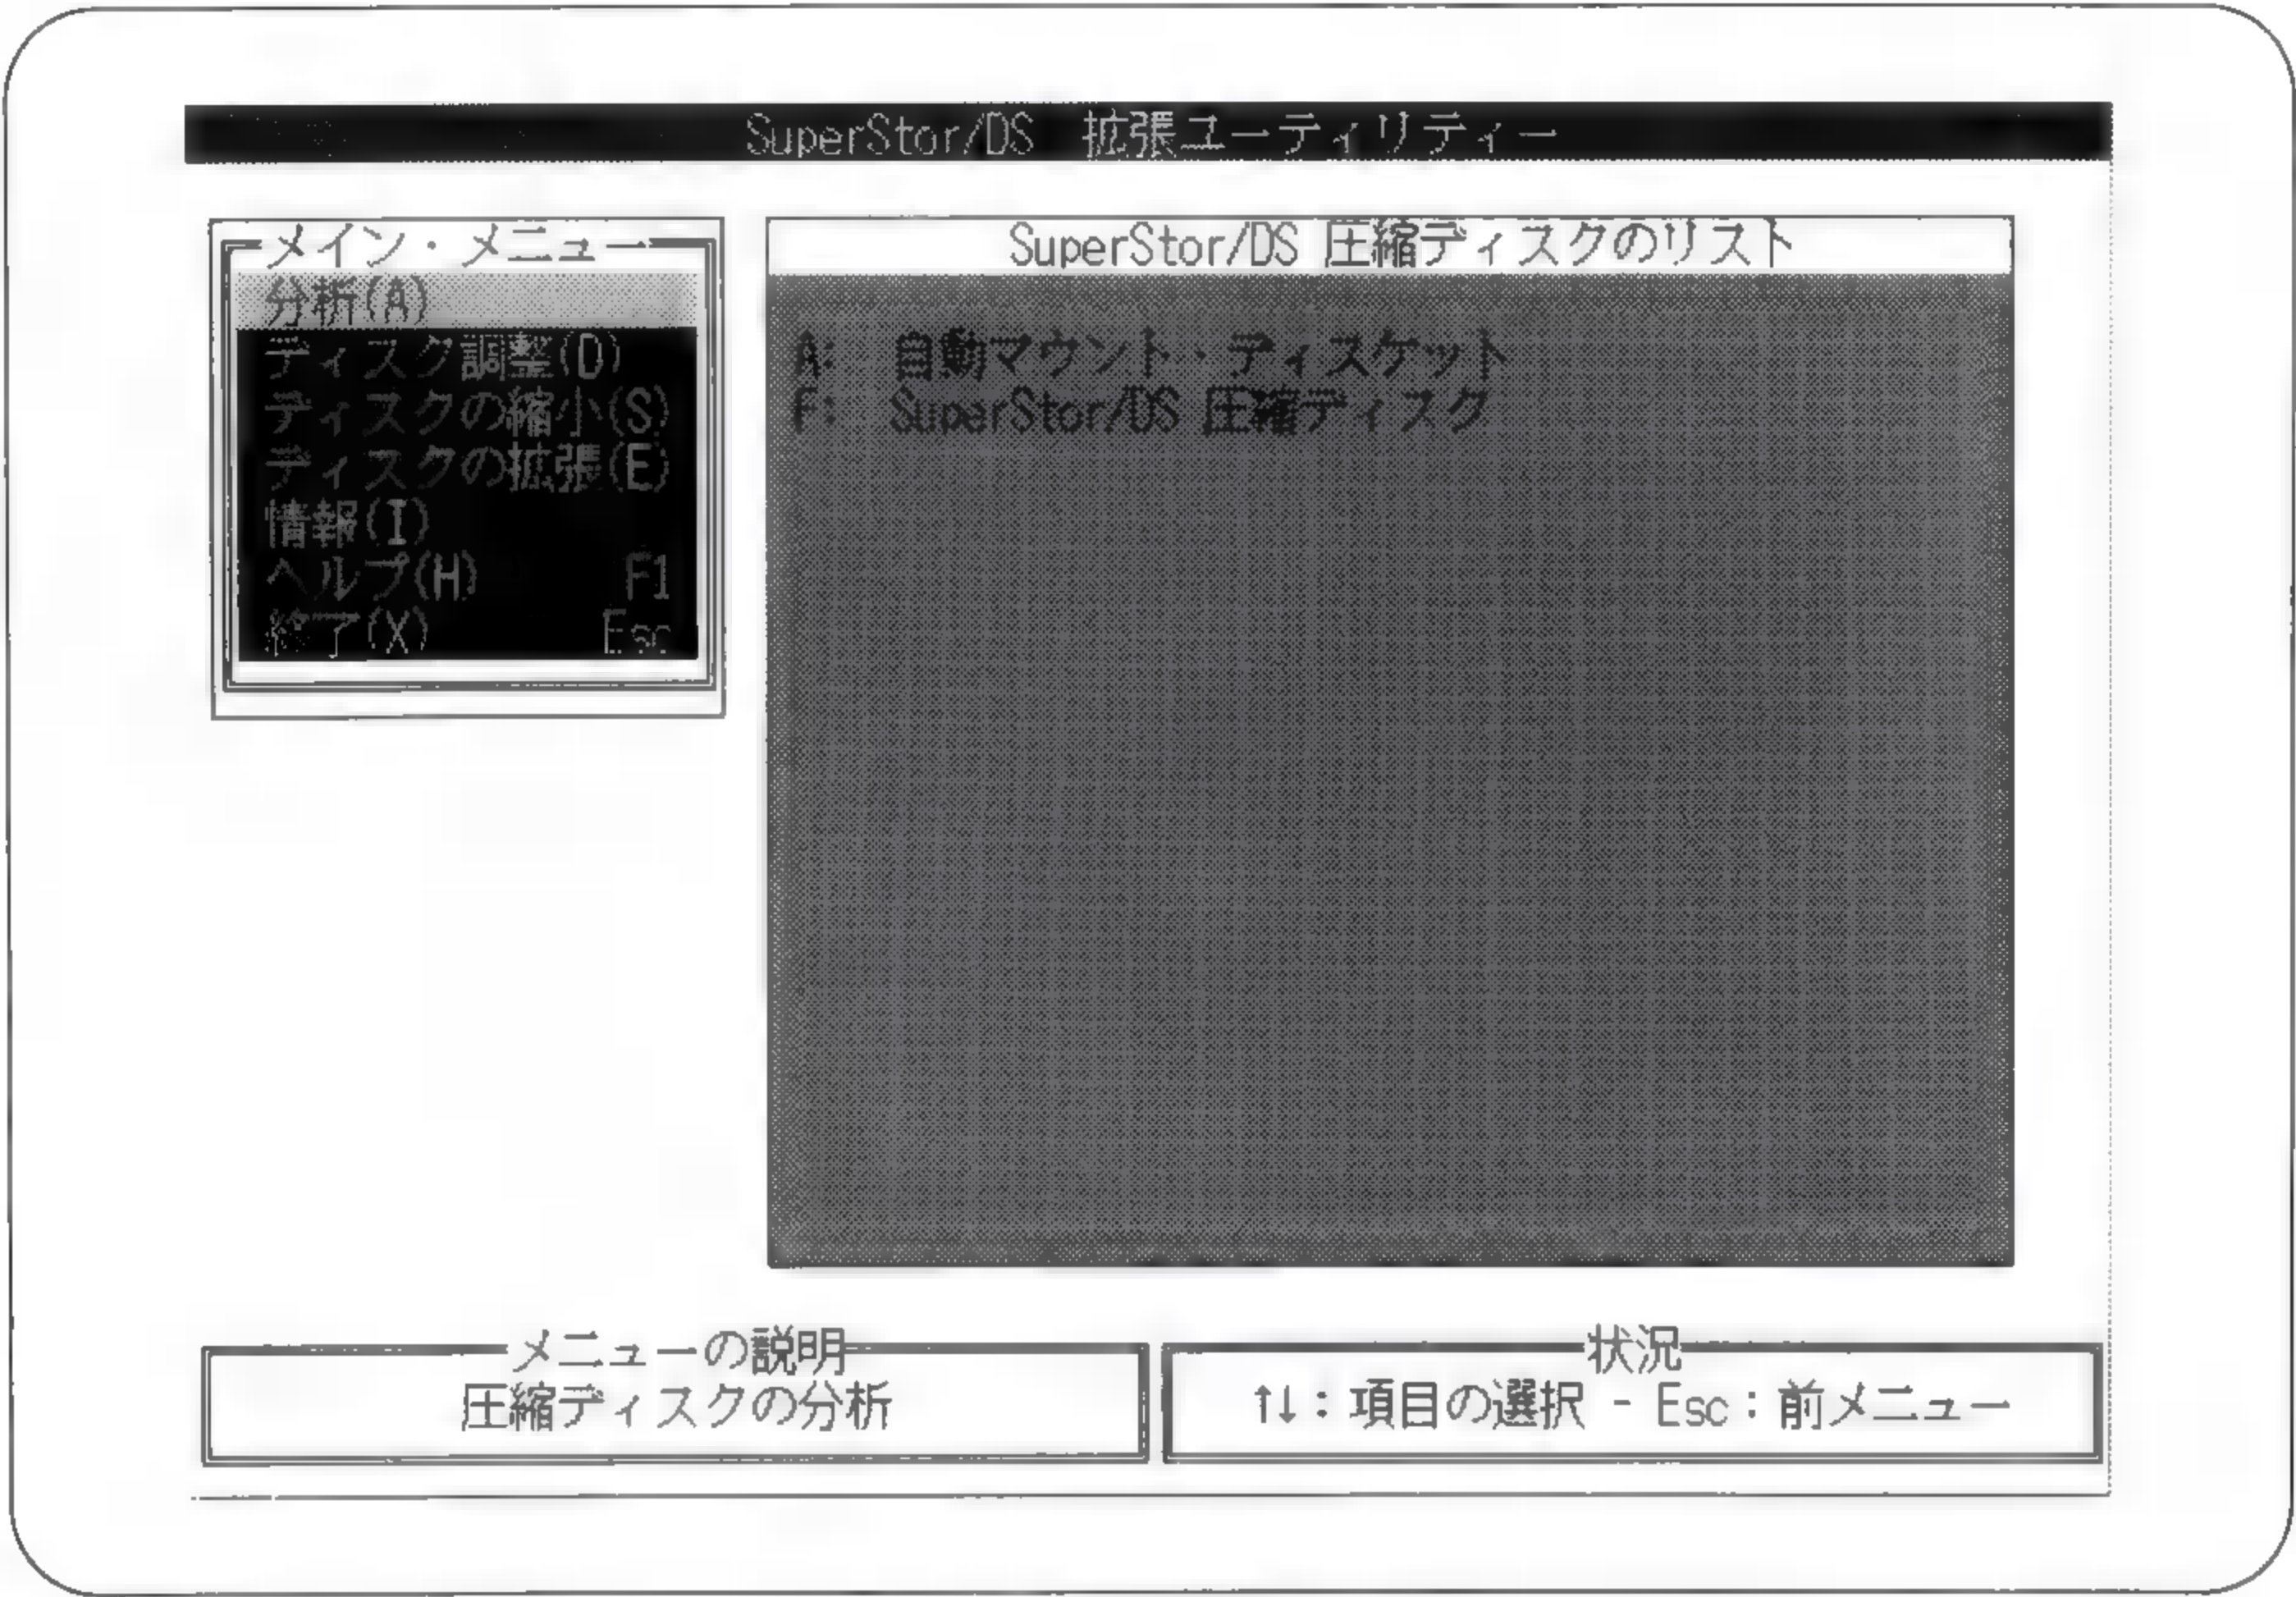 SuperStor/DS 拡張ユーティリティー
メイン・メニュー
分析(A)
ディスク調整(D)
ディスクの縮小(S)
ディスクの拡張(E)
情報(I)
ヘルプ(H) F1
終了(X) Esc
SuperStor/DS 圧縮ディスクのリスト
A: 自動マウント・ディスケット
F: SuperStor/DS 圧縮ディスク
メニューの説明
圧縮ディスクの分析
状況
↑↓：項目の選択 - Esc：前メニュー